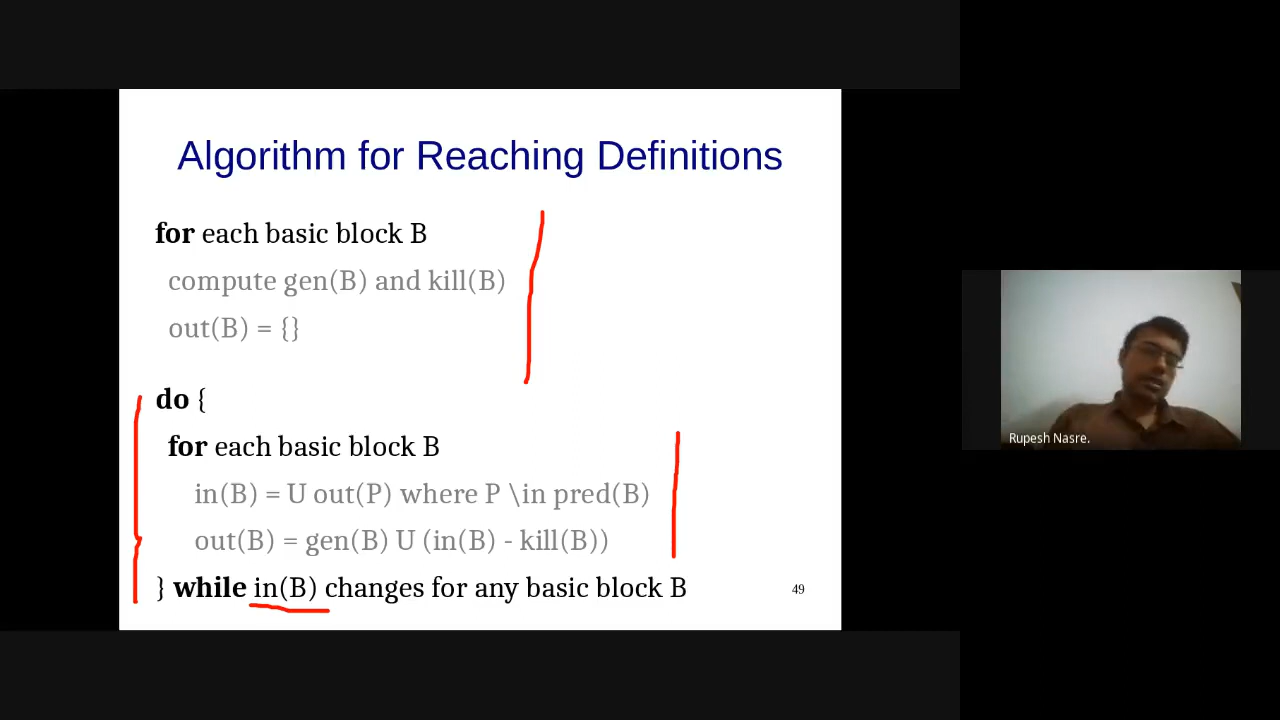 Algorithm for Reaching Definitions
for each basic block B
compute gen(B) and kill(B)
out(B) = {}
do {
for each basic block B
in(B) = U out(P) where P \in pred(B)
out(B) = gen(B) U (in(B) - kill(B))
} while in(B) changes for any basic block B
49
Rupesh Nasre.